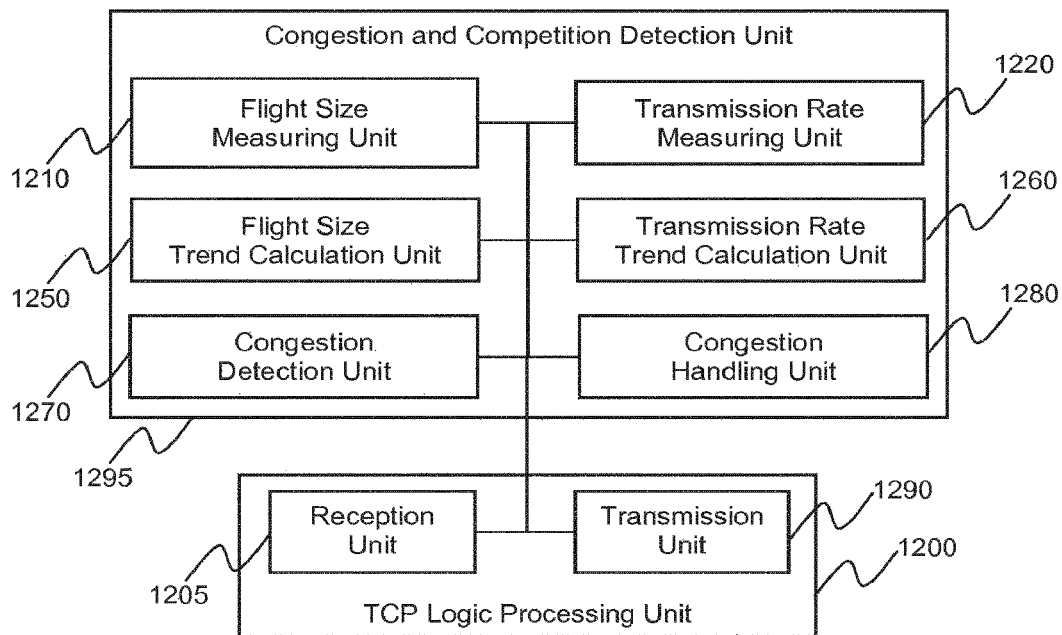 Congestion and Competition Detection Unit
Flight Size
Measuring Unit
Transmission Rate
Measuring Unit
1220
1210
Flight Size
Trend Calculation Unit
Transmission Rate
Trend Calculation Unit
1260
1250
Congestion
Detection Unit
Congestion
Handling Unit
1280
1270
1295
Reception
Unit
Transmission
Unit
1290
1205
1200
TCP Logic Processing Unit